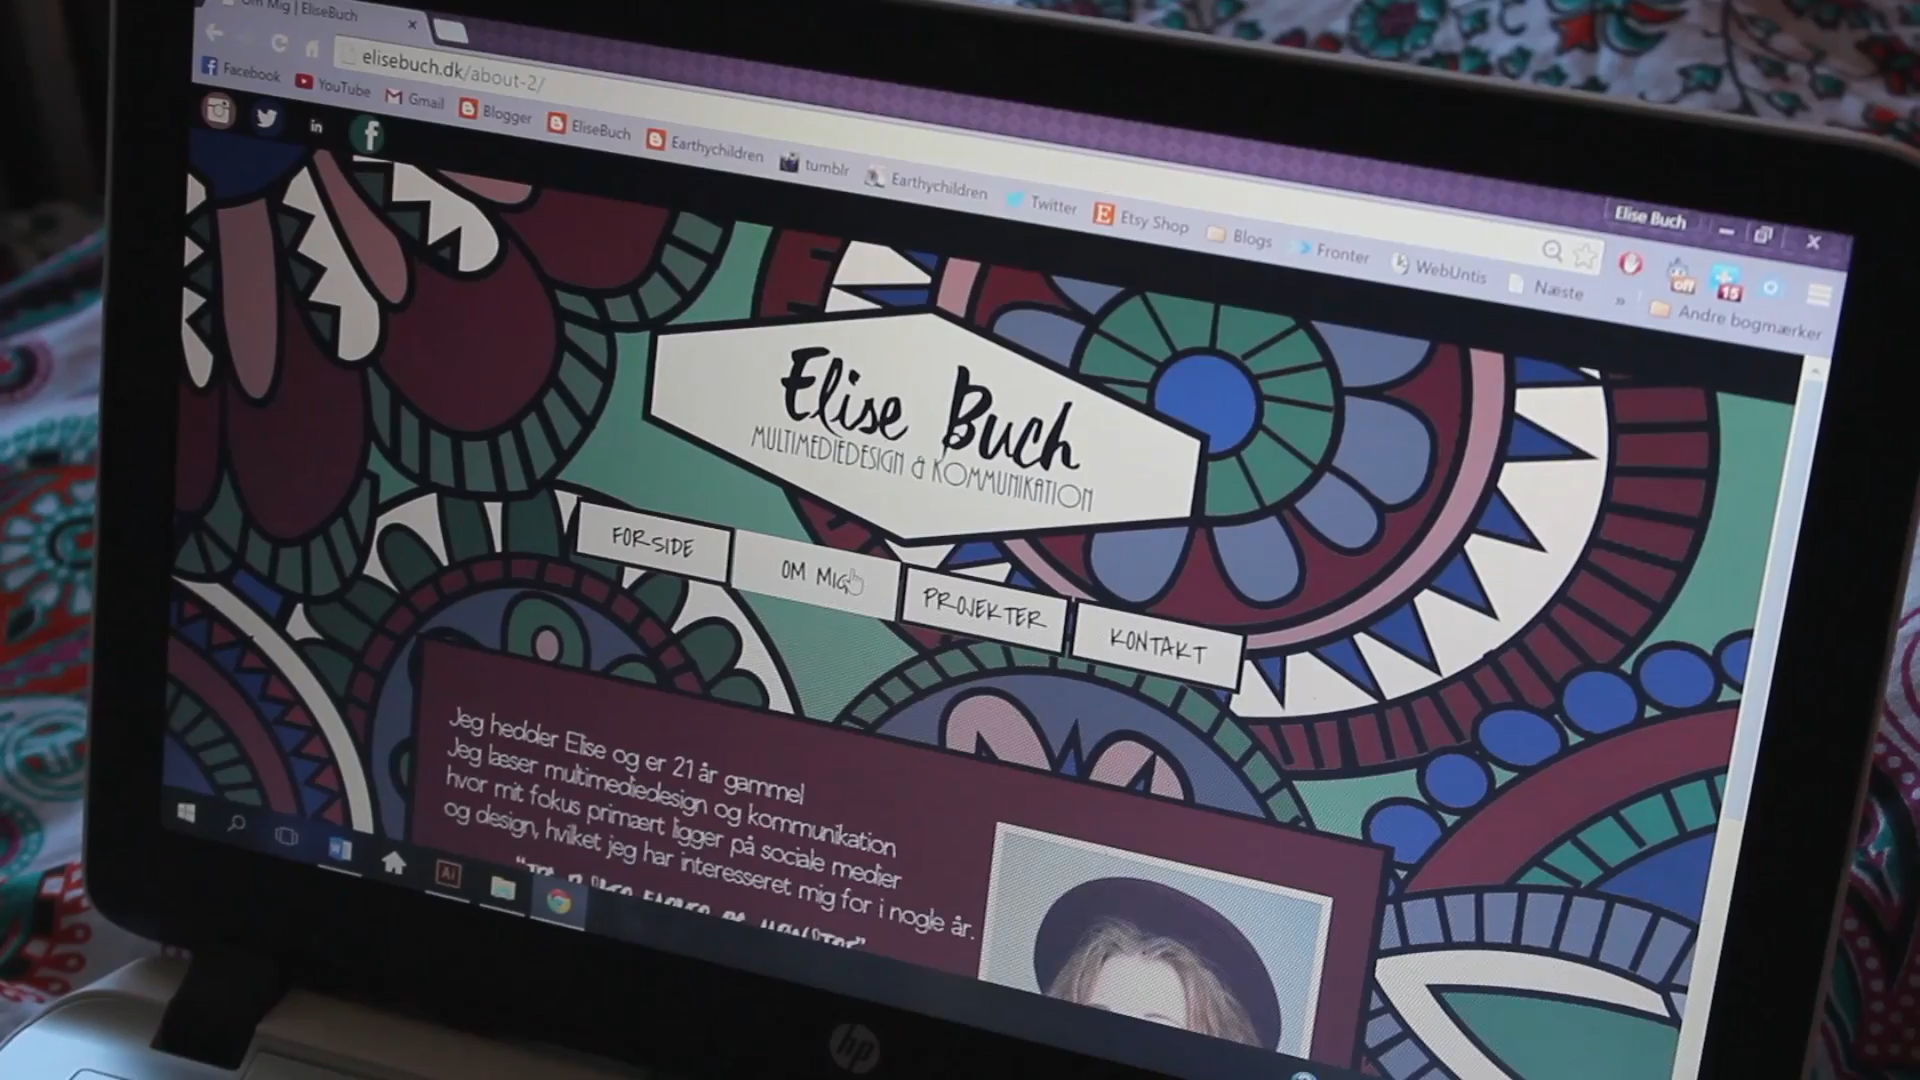 Om Mig | EliseBuch
elisebuch.dk/about-2/
Elise Buch
Facebook YouTube Gmail Blogger EliseBuch Earthychildren tumblr Earthychildren Twitter Etsy Shop Blogs Fronter WebUntis Næste »
off 15
Andre bogmærker
Elise Buch
MULTIMEDIEDESIGN & KOMMUNIKATION
FORSIDE OM MIG PROJEKTER KONTAKT
Jeg hedder Elise og er 21 år gammel
Jeg læser multimediedesign og kommunikation
hvor mit fokus primært ligger på sociale medier
og design, hvilket jeg har interesseret mig for i nogle år.
hp